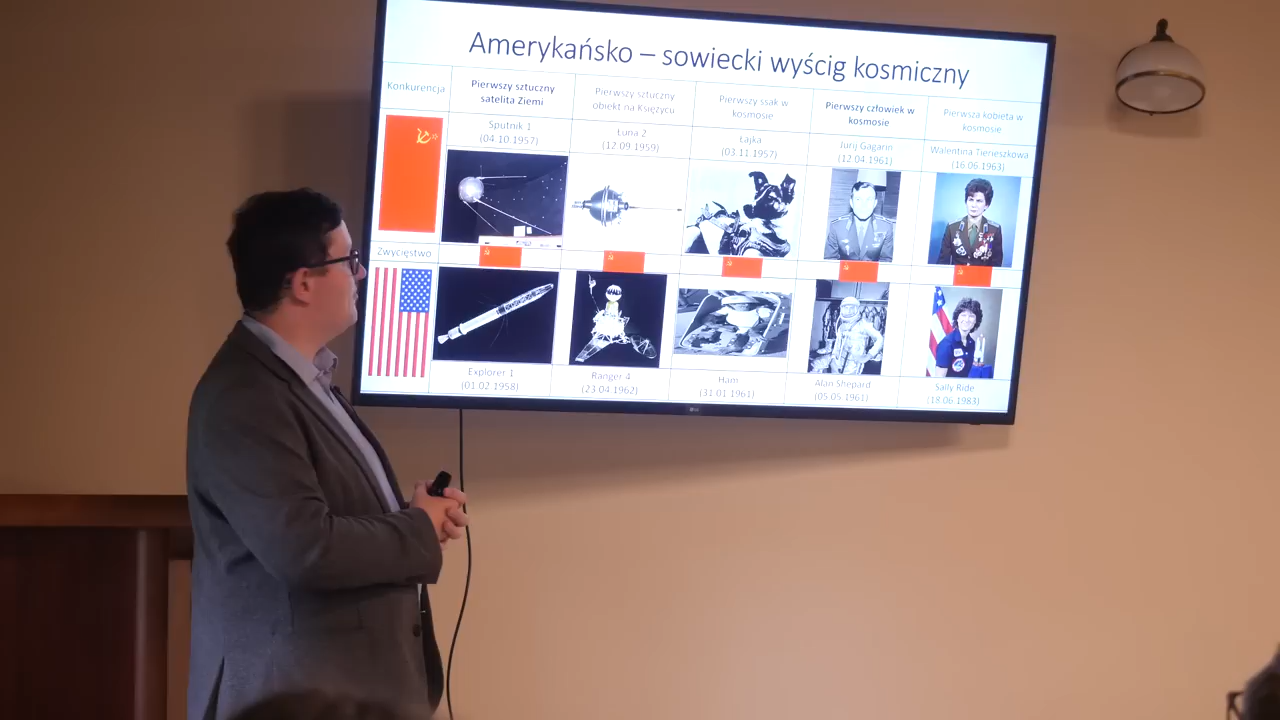 Amerykańsko – sowiecki wyścig kosmiczny
Konkurencja
Pierwszy sztuczny
satelita Ziemi
Pierwszy sztuczny
obiekt na Księżycu
Pierwszy ssak w
kosmosie
Pierwszy człowiek w
kosmosie
Pierwsza kobieta w
kosmosie
Sputnik 1
(04.10.1957)
Luna 2
(12.09.1959)
Łajka
(03.11.1957)
Jurij Gagarin
(12.04.1961)
Walentina Tiereszkowa
(16.06.1963)
Zwycięstwo
Explorer 1
(01.02.1958)
Ranger 4
(23.04.1962)
Ham
(31.01.1961)
Alan Shepard
(05.05.1961)
Sally Ride
(18.06.1983)
LG